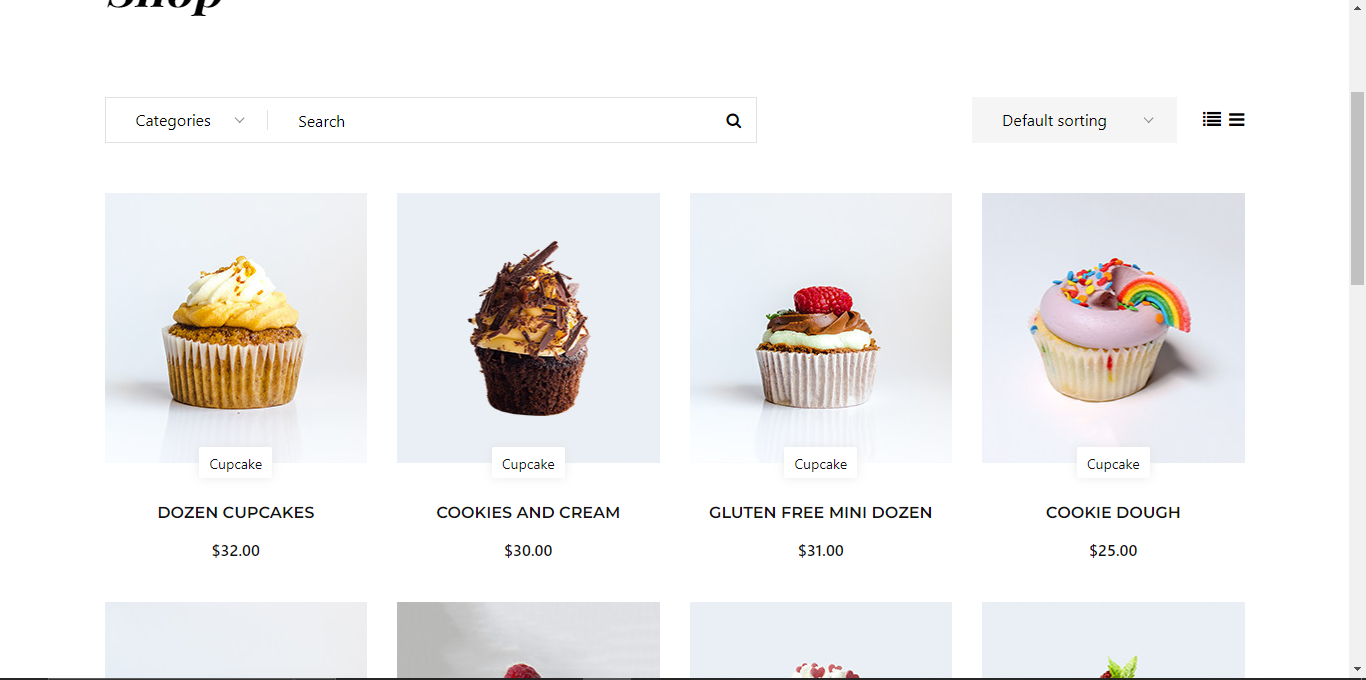 Shop
Categories
Search
Default sorting
Cupcake
Cupcake
Cupcake
Cupcake
DOZEN CUPCAKES
COOKIES AND CREAM
GLUTEN FREE MINI DOZEN
COOKIE DOUGH
$32.00
$30.00
$31.00
$25.00